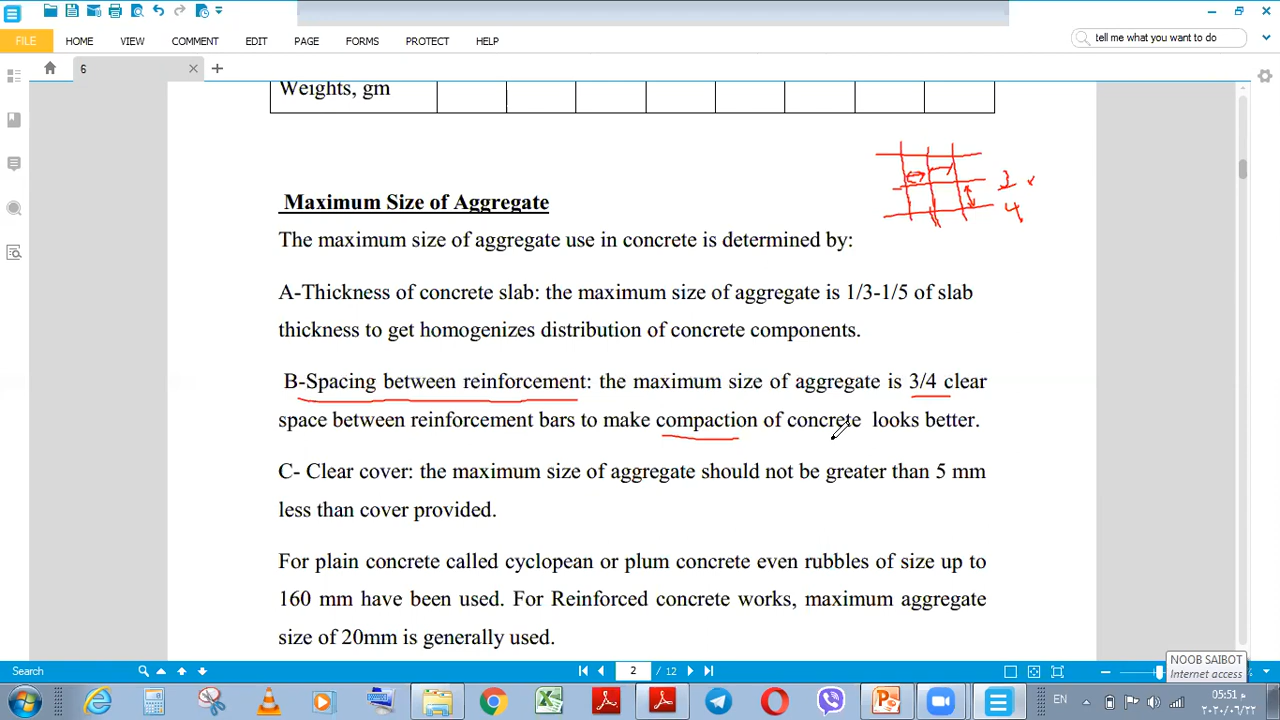 tell me what you want to do
FILE HOME VIEW COMMENT EDIT PAGE FORMS PROTECT HELP
6
Weights, gm
3 x
4
Maximum Size of Aggregate
The maximum size of aggregate use in concrete is determined by:
A-Thickness of concrete slab: the maximum size of aggregate is 1/3-1/5 of slab
thickness to get homogenizes distribution of concrete components.
B-Spacing between reinforcement: the maximum size of aggregate is 3/4 clear
space between reinforcement bars to make compaction of concrete looks better.
C- Clear cover: the maximum size of aggregate should not be greater than 5 mm
less than cover provided.
For plain concrete called cyclopean or plum concrete even rubbles of size up to
160 mm have been used. For Reinforced concrete works, maximum aggregate
size of 20mm is generally used.
Search
2 / 12
NOOB SAIBOT
Internet access
EN
05:51 م
٢٠٢٠/٠٦/٢٢